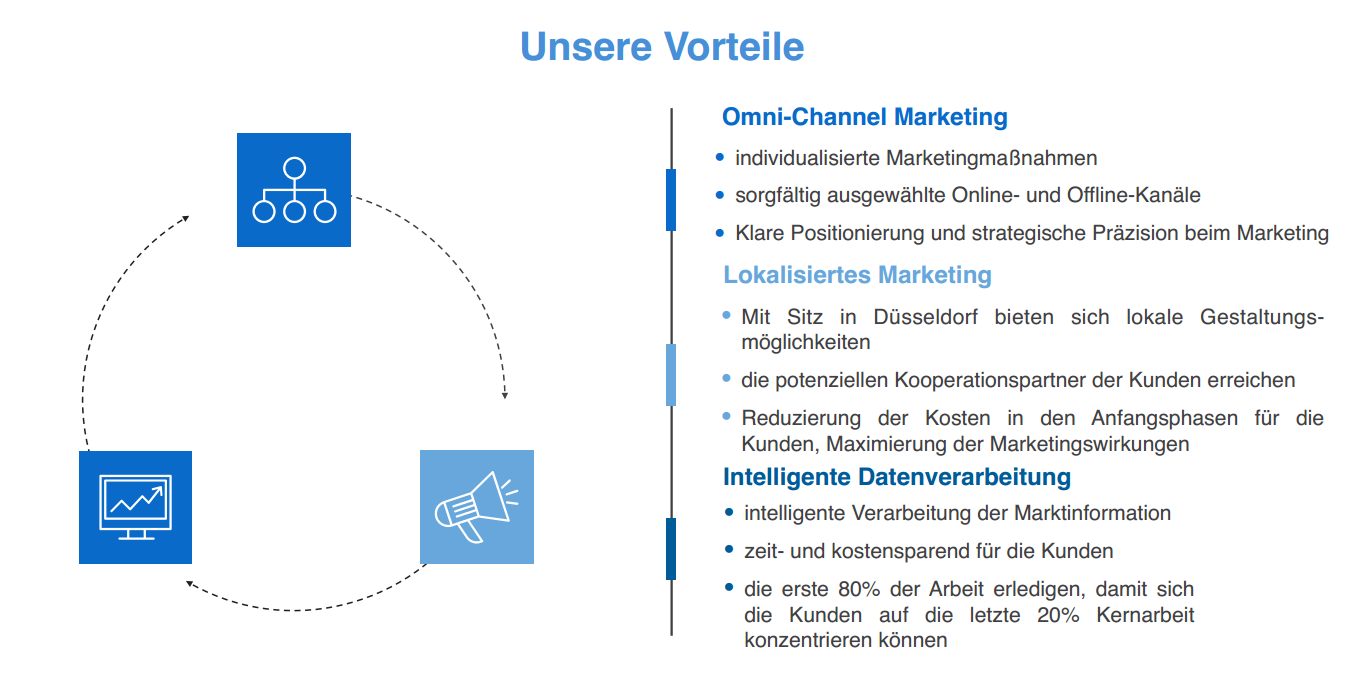 Unsere Vorteile
Omni-Channel Marketing
individualisierte Marketingmaßnahmen
sorgfältig ausgewählte Online- und Offline-Kanäle
Klare Positionierung und strategische Präzision beim Marketing
Lokalisiertes Marketing
Mit Sitz in Düsseldorf bieten sich lokale Gestaltungs-
möglichkeiten
die potenziellen Kooperationspartner der Kunden erreichen
Reduzierung der Kosten in den Anfangsphasen für die
Kunden, Maximierung der Marketingswirkungen
Intelligente Datenverarbeitung
intelligente Verarbeitung der Marktinformation
zeit- und kostensparend für die Kunden
die erste 80% der Arbeit erledigen, damit sich
die Kunden auf die letzte 20% Kernarbeit
konzentrieren können